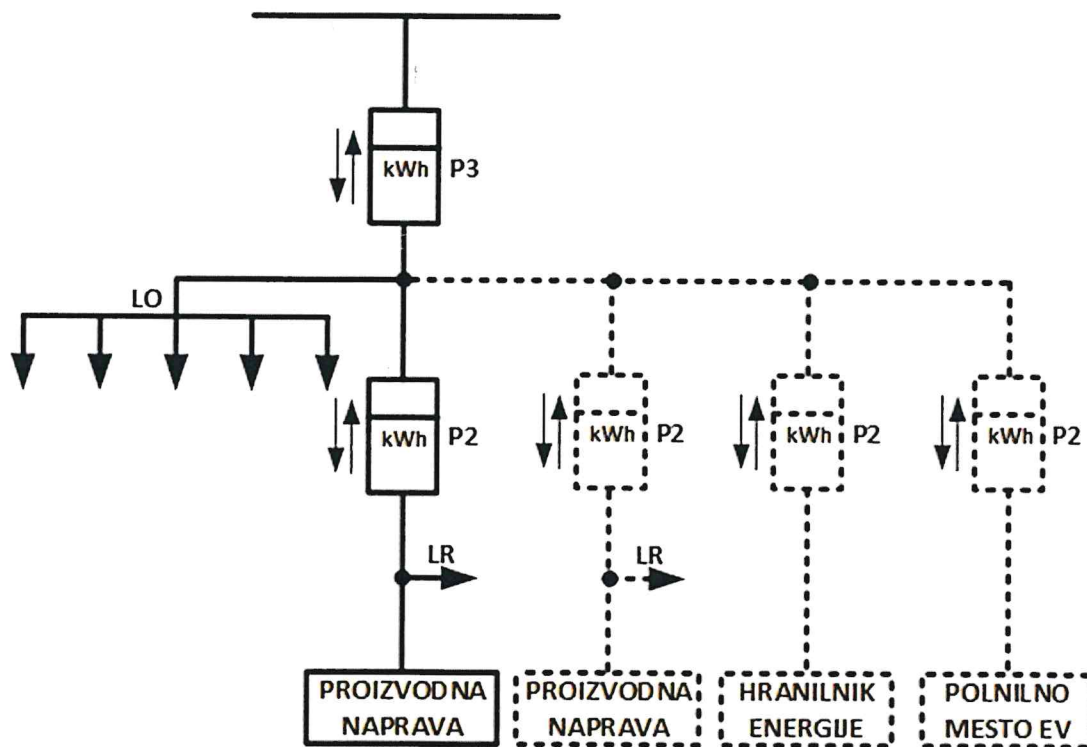 kWh P3
LO
kWh P2
kWh P2
kWh P2
kWh P2
LR
LR
PROIZVODNA
NAPRAVA
PROIZVODNA
NAPRAVA
HRANILNIK
ENERGIJE
POLNILNO
MESTO EV